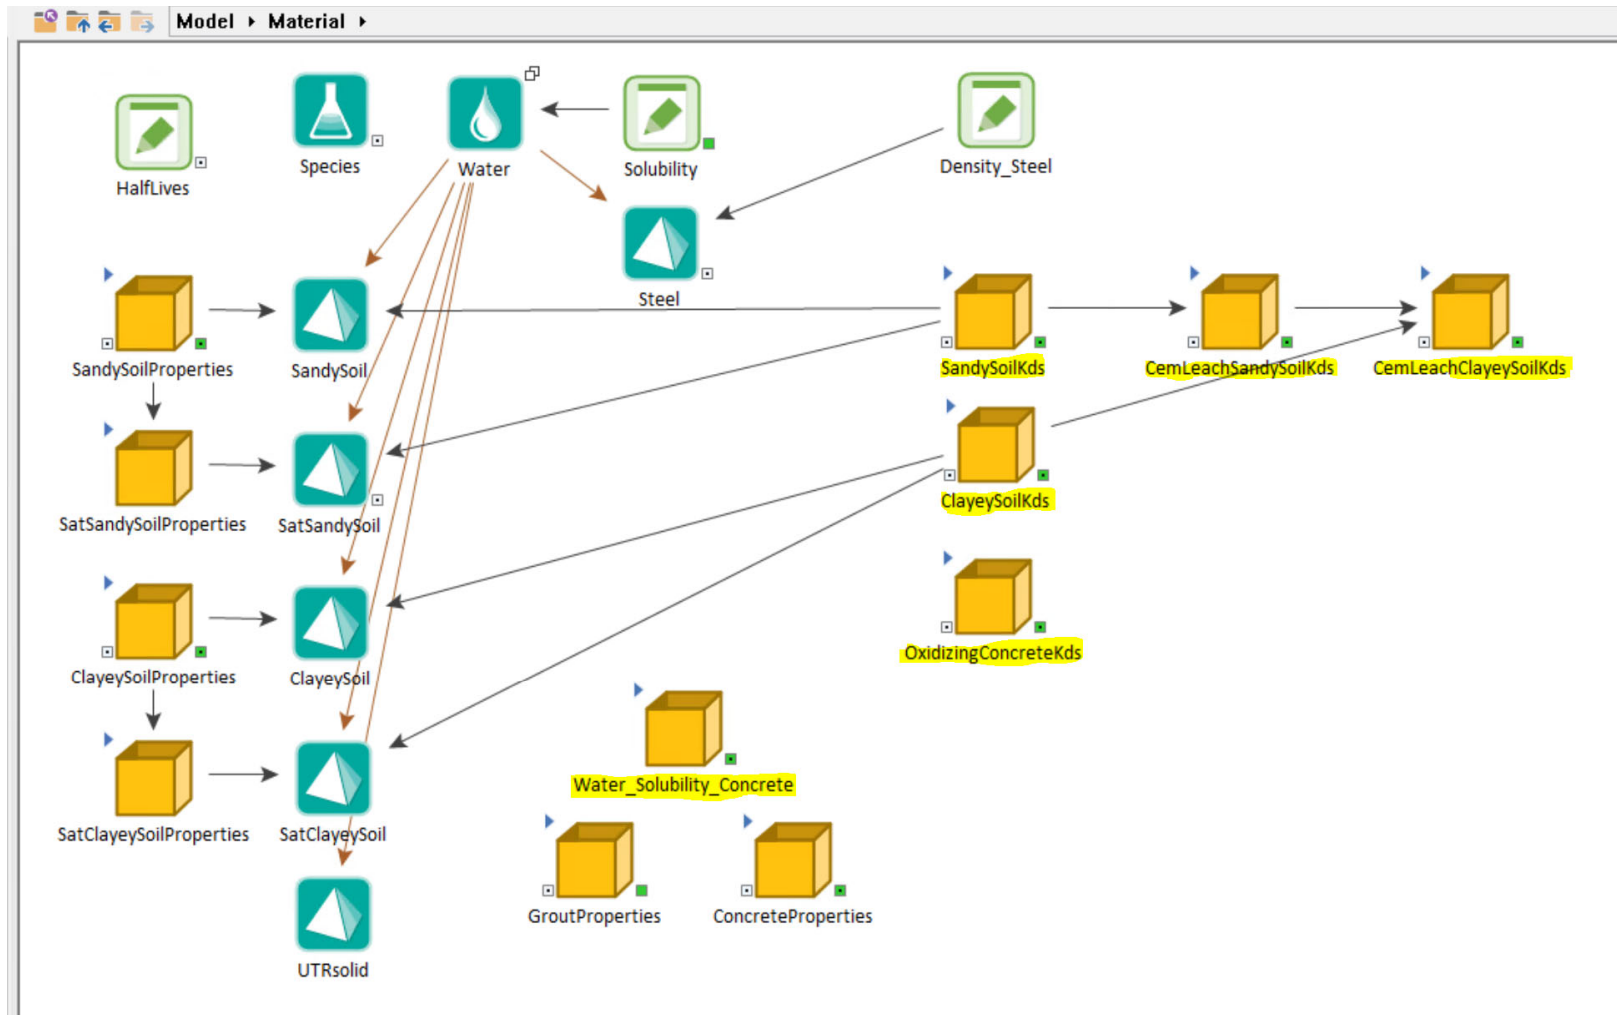 Model Material
HalfLives
Species
Water
Solubility
Density_Steel
Steel
SandySoilProperties
SandySoil
SandySoilKds
CemLeachSandySoilKds
CemLeachClayeySoilKds
SatSandySoilProperties
SatSandySoil
ClayeySoilKds
ClayeySoilProperties
ClayeySoil
OxidizingConcreteKds
Water_Solubility_Concrete
SatClayeySoilProperties
SatClayeySoil
GroutProperties
ConcreteProperties
UTRsolid